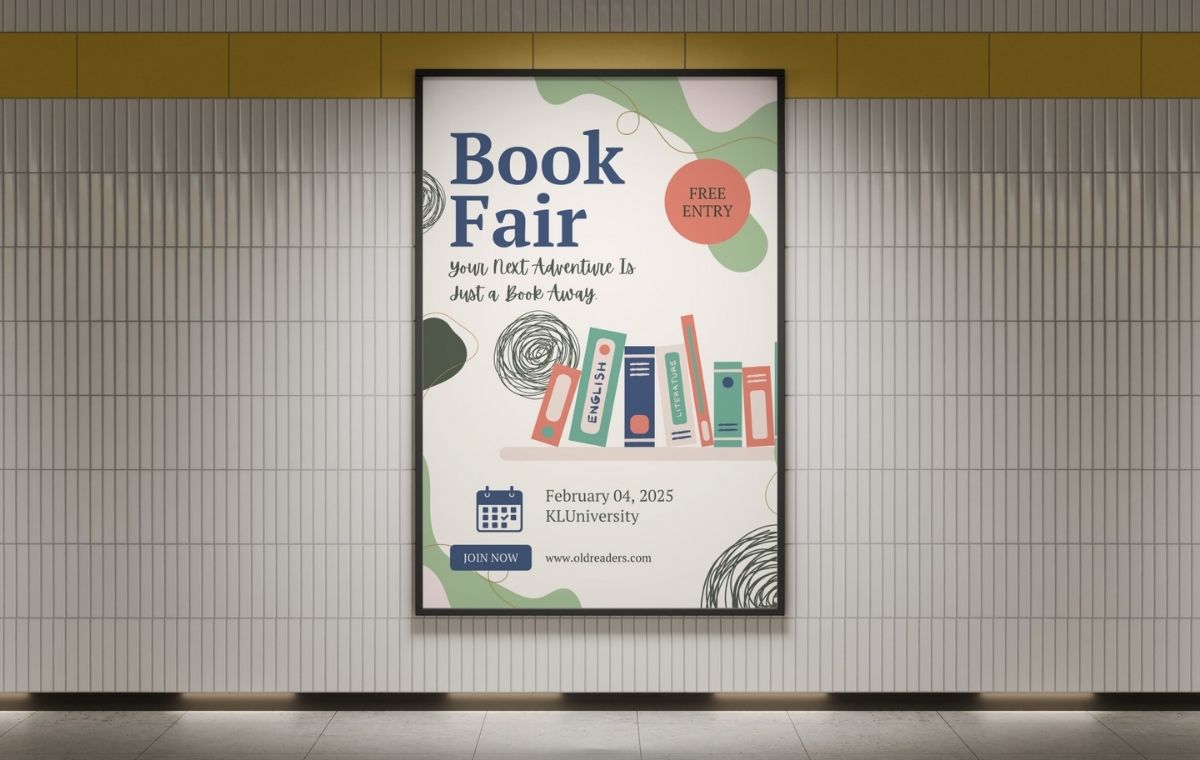 Book
Fair
Your Next Adventure Is
Just a Book Away.
FREE
ENTRY
ENGLISH
LITERATURE
February 04, 2025
KLUniversity
JOIN NOW
www.oldreaders.com